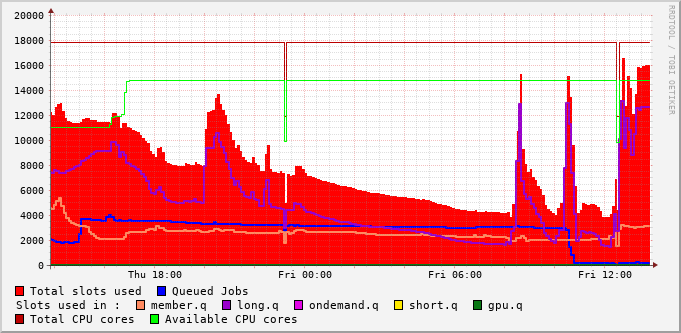 20000
18000
16000
14000
12000
10000
8000
6000
4000
2000
0
Thu 18:00 Fri 00:00 Fri 06:00 Fri 12:00
RRDTOOL / TOBI OETIKER
Total slots used Queued Jobs
Slots used in : member.q long.q ondemand.q short.q gpu.q
Total CPU cores Available CPU cores